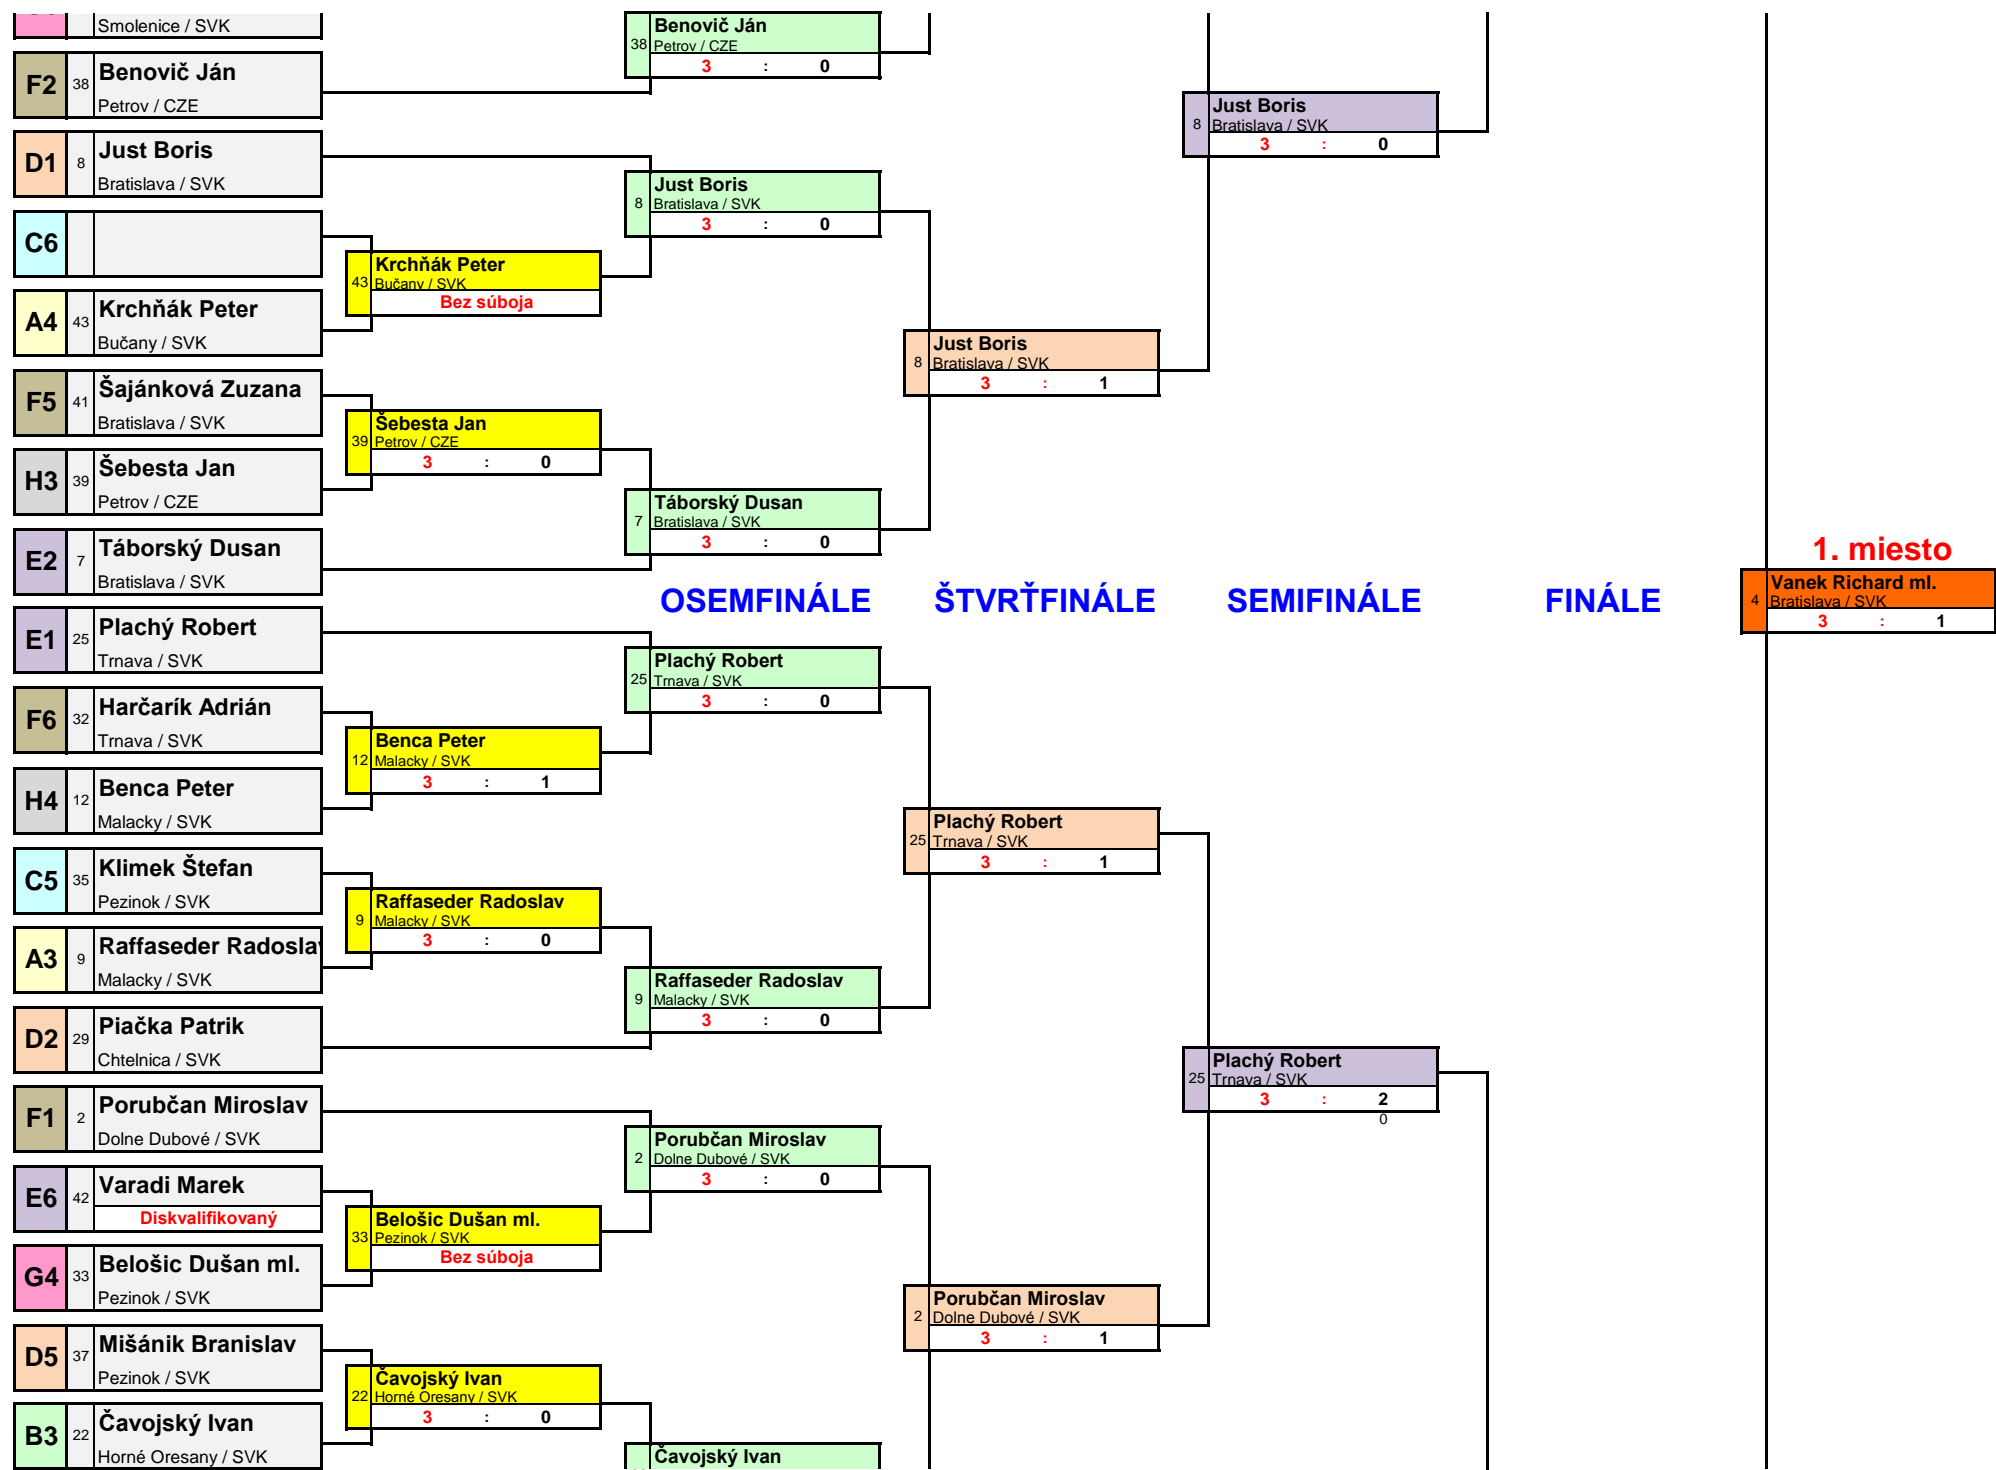 Smolenice / SVK
F2 38 Benovič Ján
Petrov / CZE
D1 8 Just Boris
Bratislava / SVK
C6
A4 43 Krchňák Peter
Bučany / SVK
F5 41 Šajánková Zuzana
Bratislava / SVK
H3 39 Šebesta Jan
Petrov / CZE
E2 7 Táborský Dusan
Bratislava / SVK
E1 25 Plachý Robert
Trnava / SVK
F6 32 Harčarík Adrián
Trnava / SVK
H4 12 Benca Peter
Malacky / SVK
C5 35 Klimek Štefan
Pezinok / SVK
A3 9 Raffaseder Radoslav
Malacky / SVK
D2 29 Piačka Patrik
Chtelnica / SVK
F1 2 Porubčan Miroslav
Dolne Dubové / SVK
E6 42 Varadi Marek
Diskvalifikovaný
G4 33 Belošic Dušan ml.
Pezinok / SVK
D5 37 Mišánik Branislav
Pezinok / SVK
B3 22 Čavojský Ivan
Horné Oresany / SVK
43 Krchňák Peter
Bučany / SVK
Bez súboja
39 Šebesta Jan
Petrov / CZE
3 : 0
12 Benca Peter
Malacky / SVK
3 : 1
9 Raffaseder Radoslav
Malacky / SVK
3 : 0
33 Belošic Dušan ml.
Pezinok / SVK
Bez súboja
22 Čavojský Ivan
Horné Oresany / SVK
3 : 0
38 Benovič Ján
Petrov / CZE
3 : 0
8 Just Boris
Bratislava / SVK
3 : 0
7 Táborský Dusan
Bratislava / SVK
3 : 0
OSEMFINÁLE ŠTVRŤFINÁLE SEMIFINÁLE FINÁLE
25 Plachý Robert
Trnava / SVK
3 : 0
9 Raffaseder Radoslav
Malacky / SVK
3 : 0
2 Porubčan Miroslav
Dolne Dubové / SVK
3 : 0
Čavojský Ivan
8 Just Boris
Bratislava / SVK
3 : 1
25 Plachý Robert
Trnava / SVK
3 : 1
2 Porubčan Miroslav
Dolne Dubové / SVK
3 : 1
8 Just Boris
Bratislava / SVK
3 : 0
25 Plachý Robert
Trnava / SVK
3 : 2
0
1. miesto
4 Vanek Richard ml.
Bratislava / SVK
3 : 1